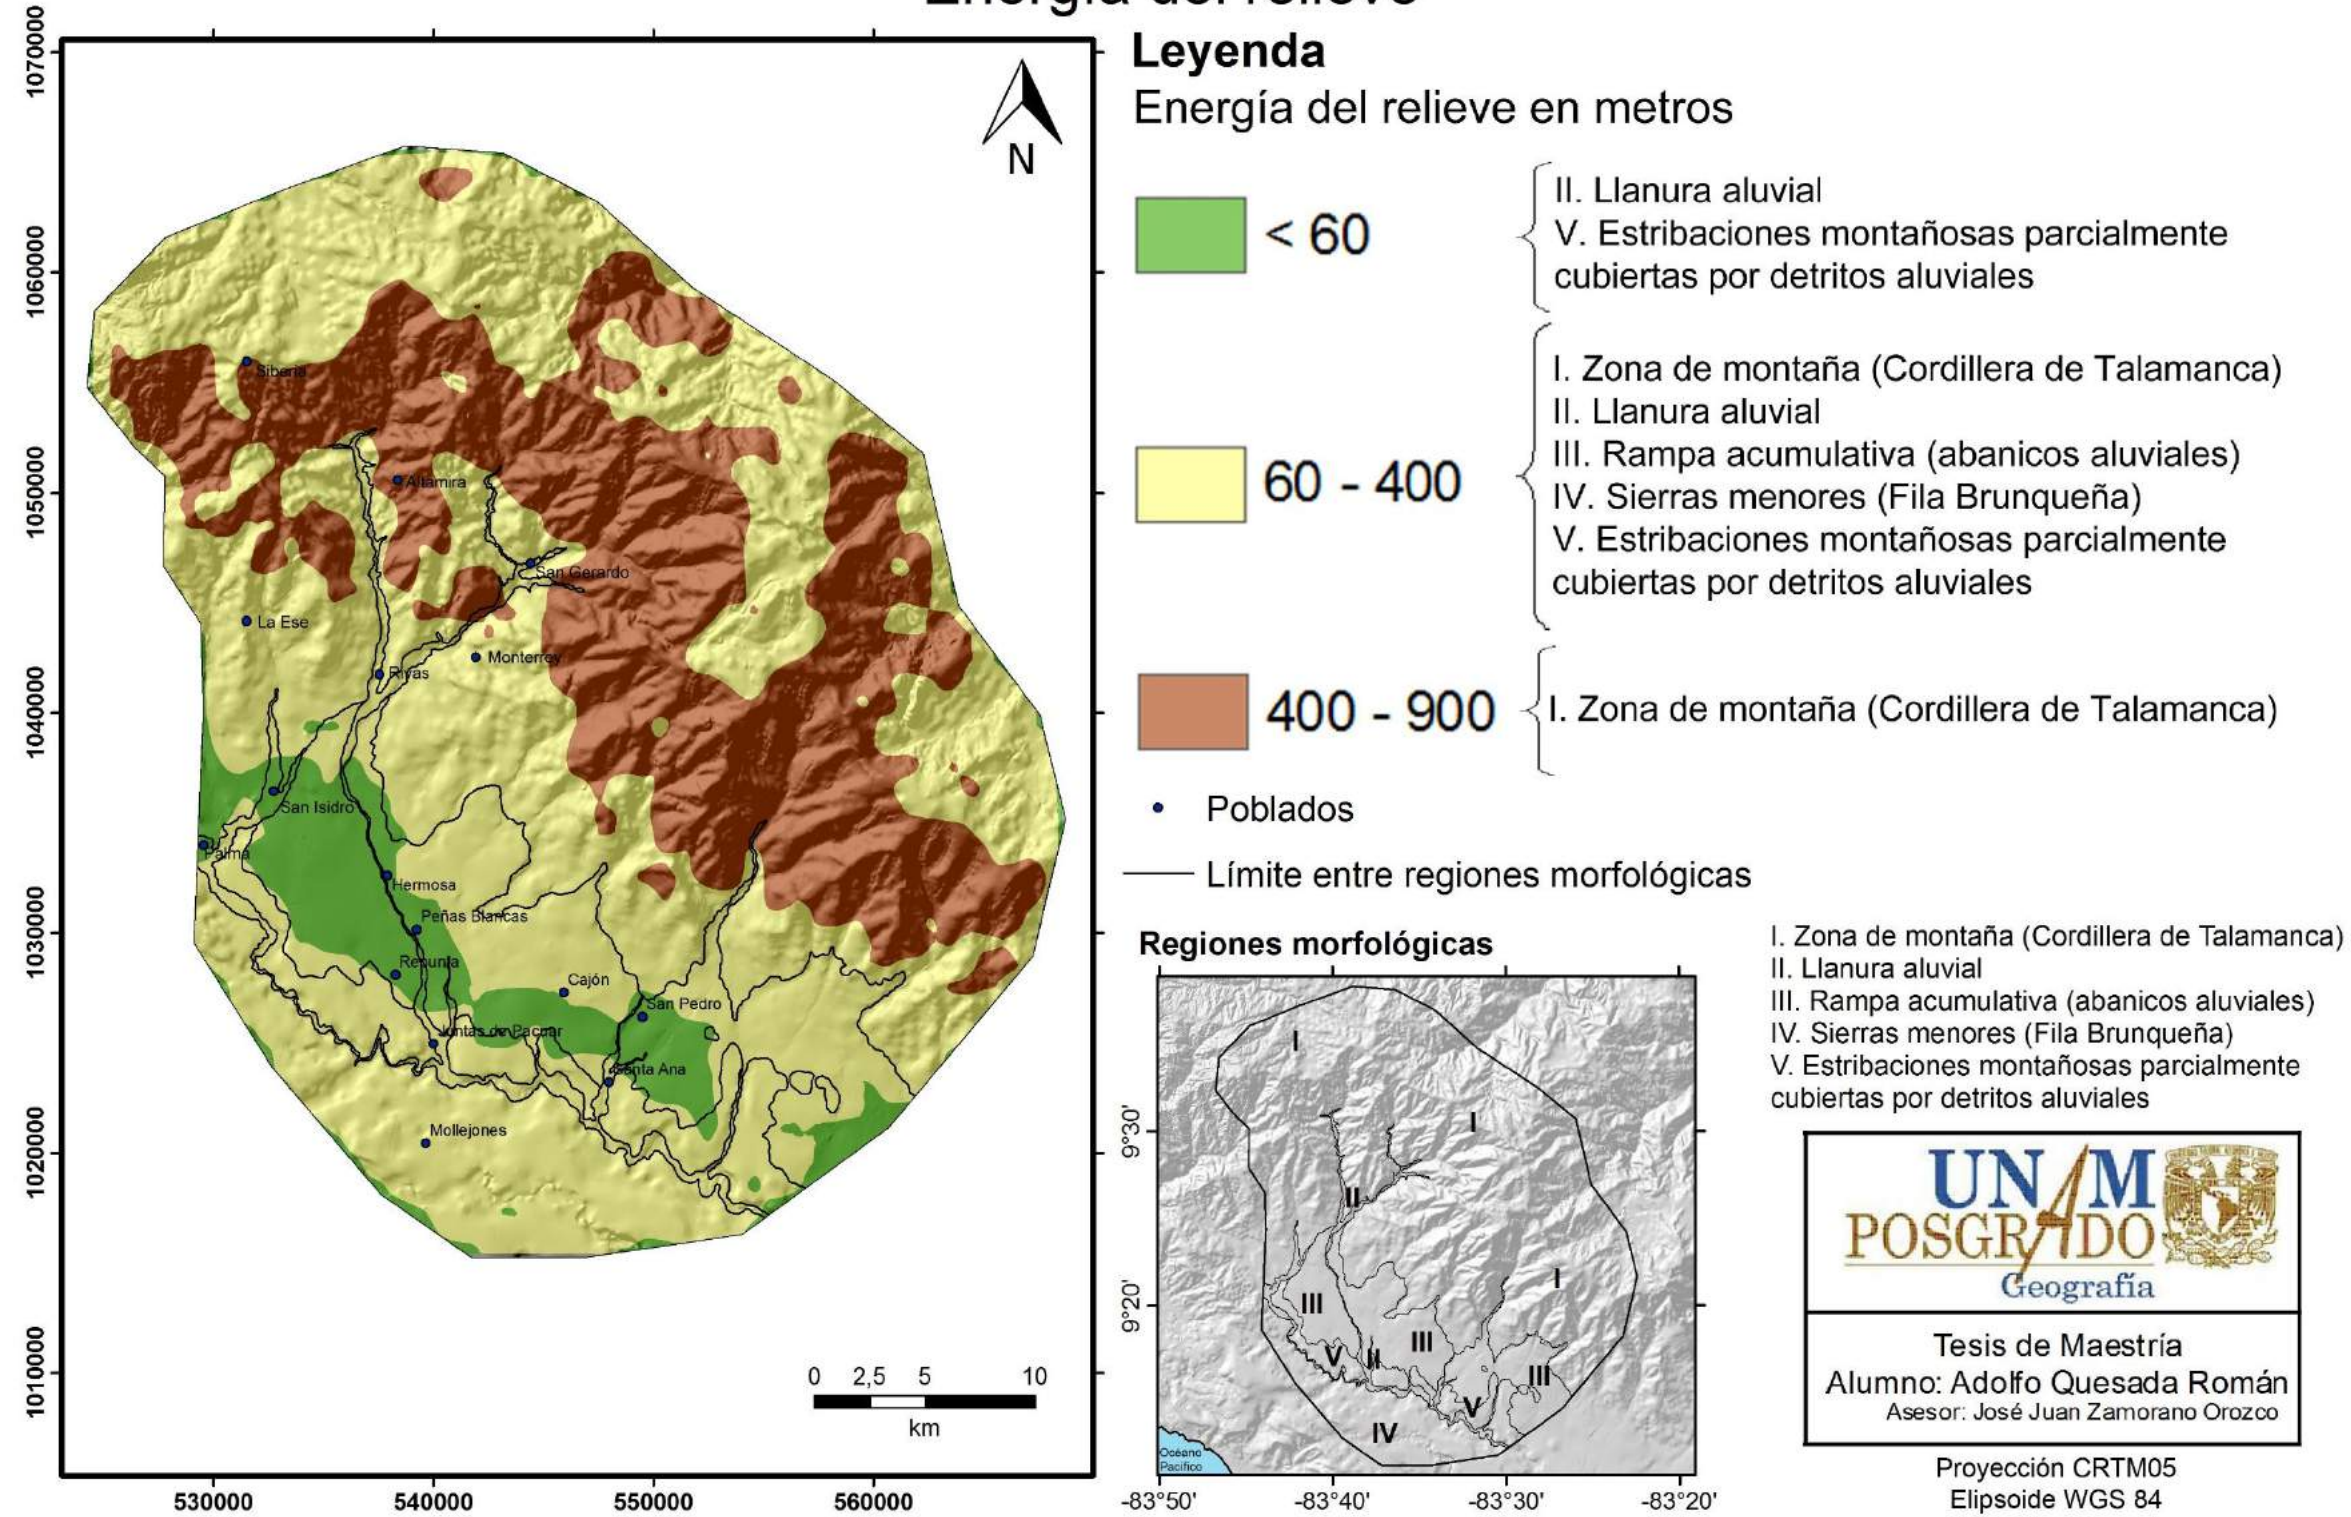 Energía del relieve
Leyenda
Energía del relieve en metros
< 60
II. Llanura aluvial
V. Estribaciones montañosas parcialmente
cubiertas por detritos aluviales
60 - 400
I. Zona de montaña (Cordillera de Talamanca)
II. Llanura aluvial
III. Rampa acumulativa (abanicos aluviales)
IV. Sierras menores (Fila Brunqueña)
V. Estribaciones montañosas parcialmente
cubiertas por detritos aluviales
400 - 900
I. Zona de montaña (Cordillera de Talamanca)
Poblados
Límite entre regiones morfológicas
N
1070000
1060000
1050000
1040000
1030000
1020000
1010000
530000
540000
550000
560000
Siberia
Altamira
San Gerardo
La Ese
Monterrey
Rivas
San Isidro
Palma
Hermosa
Peñas Blancas
Repunta
Cajón
San Pedro
Juntas de Pacuar
Santa Ana
Mollejones
0 2,5 5 10
km
Regiones morfológicas
I
I
II
I
III
III
V
II
III
V
IV
Océano
Pacífico
9°30'
9°20'
-83°50'
-83°40'
-83°30'
-83°20'
I. Zona de montaña (Cordillera de Talamanca)
II. Llanura aluvial
III. Rampa acumulativa (abanicos aluviales)
IV. Sierras menores (Fila Brunqueña)
V. Estribaciones montañosas parcialmente
cubiertas por detritos aluviales
UNAM
POSGRADO
Geografía
Tesis de Maestría
Alumno: Adolfo Quesada Román
Asesor: José Juan Zamorano Orozco
Proyección CRTM05
Elipsoide WGS 84